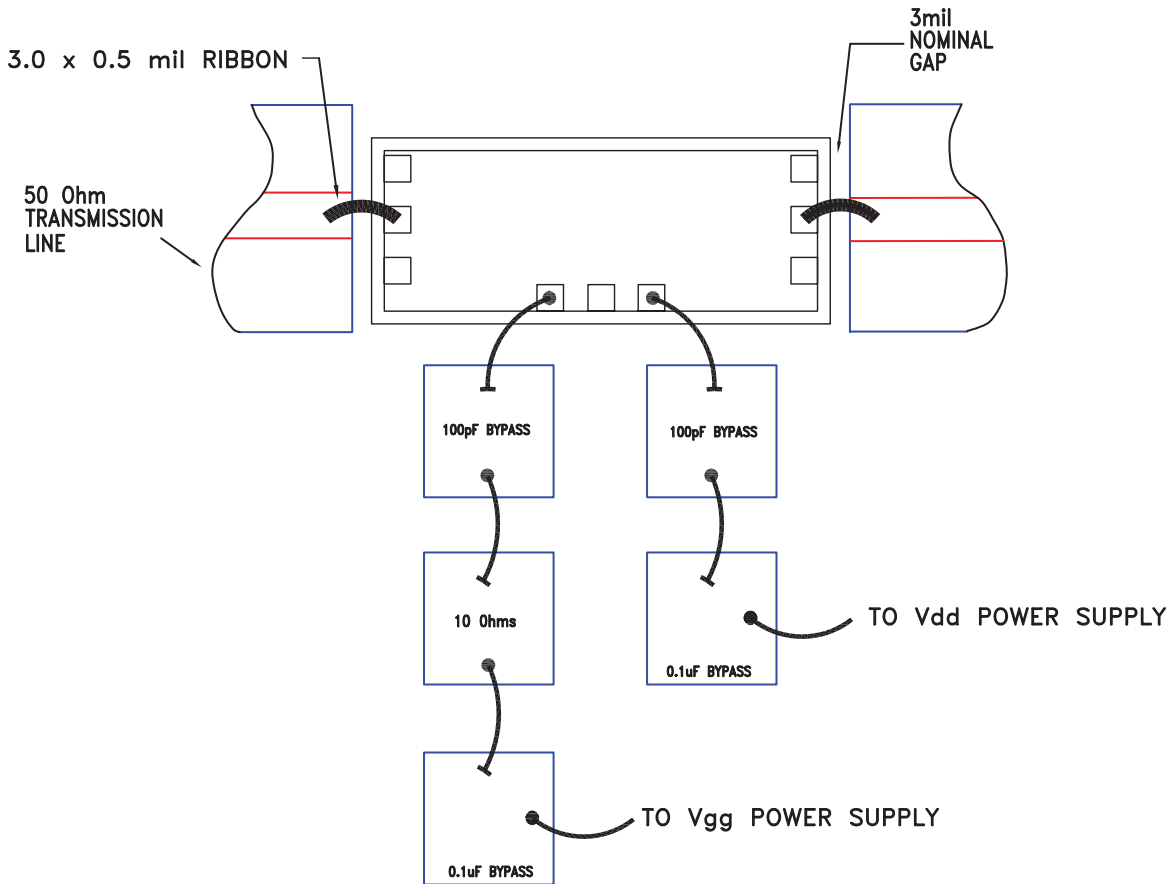 3mil
NOMINAL
GAP
3.0 x 0.5 mil RIBBON
50 Ohm
TRANSMISSION
LINE
100pF BYPASS
100pF BYPASS
10 Ohms
TO Vdd POWER SUPPLY
0.1uF BYPASS
TO Vgg POWER SUPPLY
0.1uF BYPASS